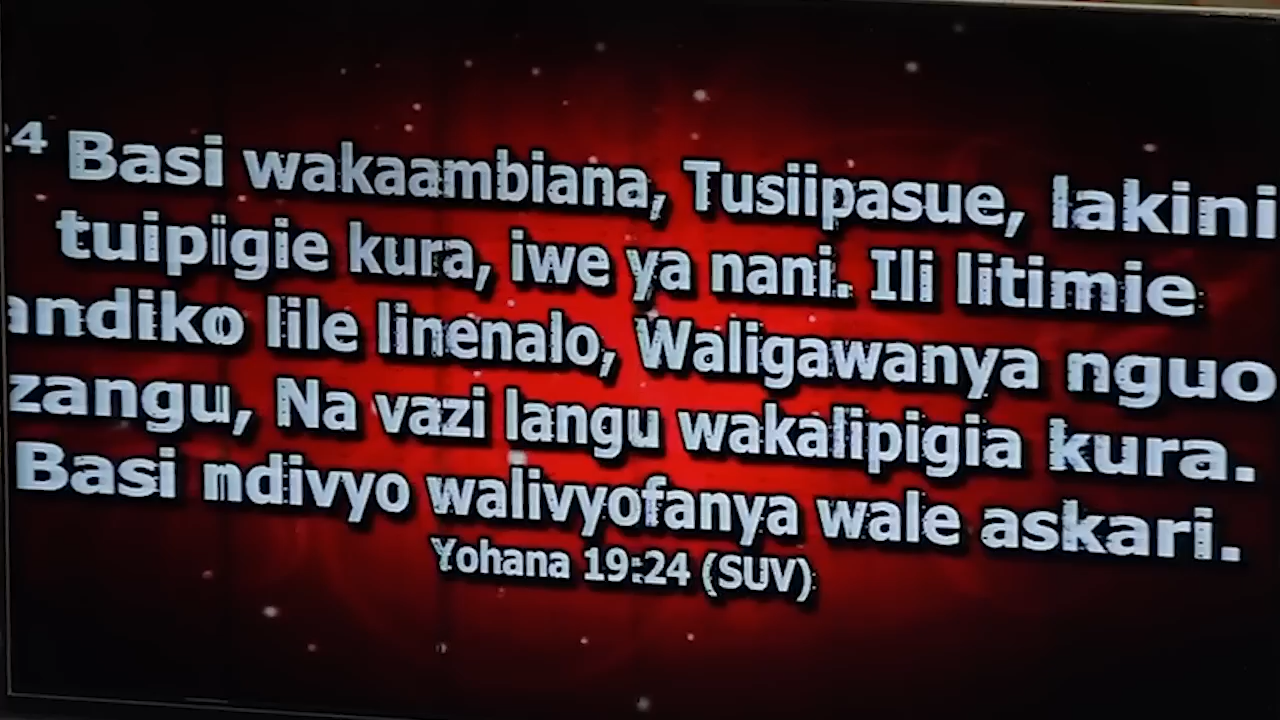 24 Basi wakaambiana, Tusiipasue, lakini
tuipigie kura, iwe ya nani. Ili litimie
andiko lile linenalo, Waligawanya nguo
zangu, Na vazi langu wakalipigia kura.
Basi ndivyo walivyofanya wale askari.
Yohana 19:24 (SUV)